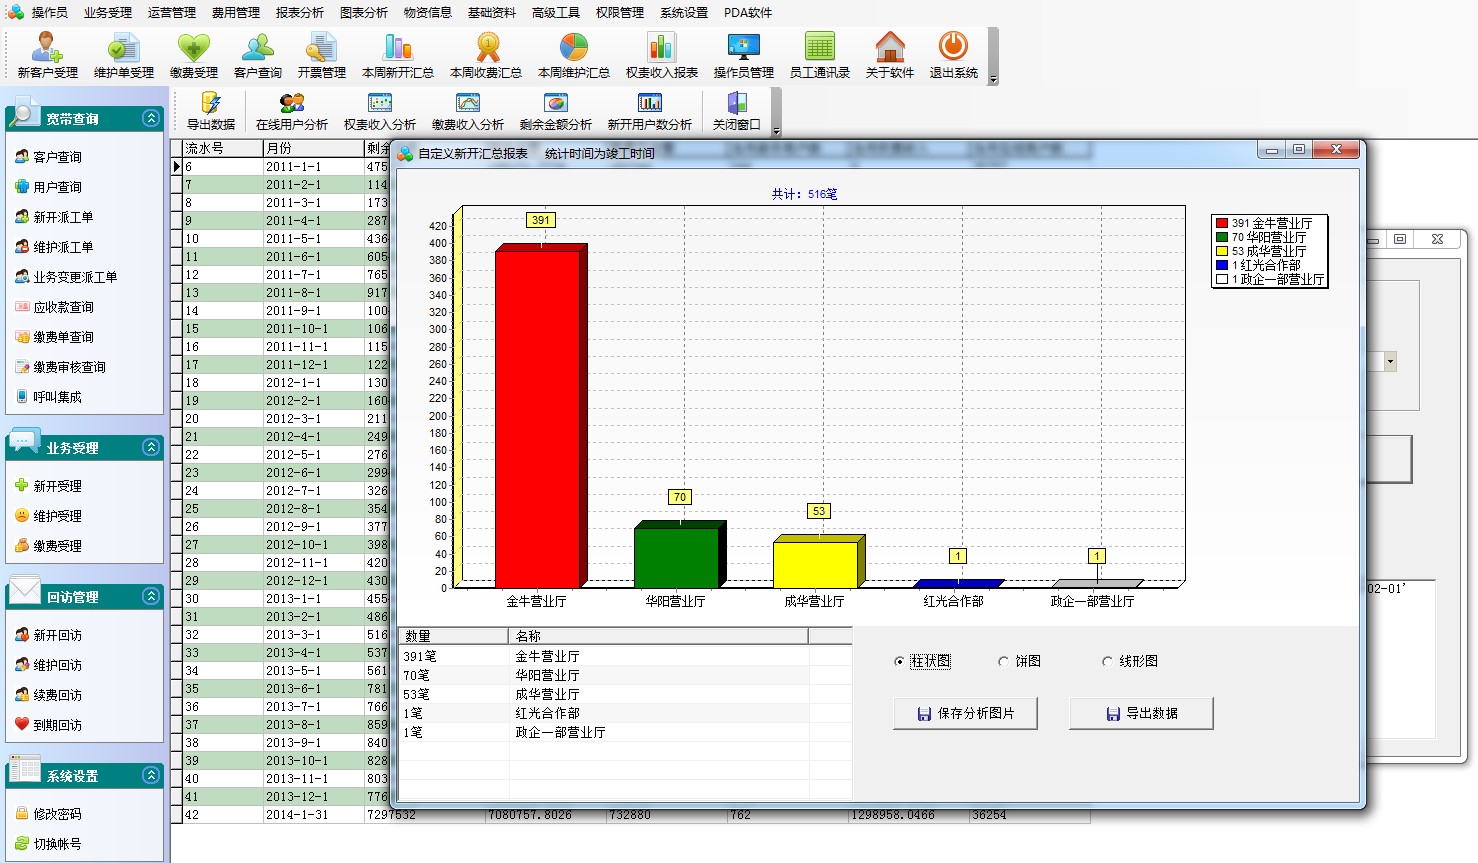 操作员 业务受理 运营管理 费用管理 报表分析 图表分析 物资信息 基础资料 高级工具 权限管理 系统设置 PDA软件
新客户受理 维护单受理 缴费受理 客户查询 开票管理 本周新开汇总 本周收费汇总 本周维护汇总 权责收入报表 操作员管理 员工通讯录 关于软件 退出系统
导出数据 在线用户分析 权责收入分析 缴费收入分析 剩余金额分析 新开用户数分析 关闭窗口
宽带查询
客户查询
用户查询
新开派工单
维护派工单
业务变更派工单
应收款查询
缴费单查询
缴费审核查询
呼叫集成
业务受理
新开受理
维护受理
缴费受理
回访管理
新开回访
维护回访
续费回访
到期回访
系统设置
修改密码
切换帐号
流水号 月份 剩余
6 2011-1-1 475
7 2011-2-1 114
8 2011-3-1 173
9 2011-4-1 287
10 2011-5-1 436
11 2011-6-1 605
12 2011-7-1 765
13 2011-8-1 917
14 2011-9-1 100
15 2011-10-1 106
16 2011-11-1 115
17 2011-12-1 122
18 2012-1-1 130
19 2012-2-1 160
20 2012-3-1 211
21 2012-4-1 249
22 2012-5-1 276
23 2012-6-1 299
24 2012-7-1 326
25 2012-8-1 354
26 2012-9-1 377
27 2012-10-1 398
28 2012-11-1 420
29 2012-12-1 430
30 2013-1-1 455
31 2013-2-1 486
32 2013-3-1 516
33 2013-4-1 537
34 2013-5-1 561
35 2013-6-1 781
36 2013-7-1 766
37 2013-8-1 859
38 2013-9-1 840
39 2013-10-1 828
40 2013-11-1 803
41 2013-12-1 776
42 2014-1-31 7297532 7080757.8026 732880 762 1298958.0466 36254
自定义新开汇总报表 统计时间为竣工时间
共计：516笔
420
400
380
360
340
320
300
280
260
240
220
200
180
160
140
120
100
80
60
40
20
0
391
70
53
1
1
金牛营业厅 华阳营业厅 成华营业厅 红光合作部 政企一部营业厅
391 金牛营业厅
70 华阳营业厅
53 成华营业厅
1 红光合作部
1 政企一部营业厅
数量 名称
391笔 金牛营业厅
70笔 华阳营业厅
53笔 成华营业厅
1笔 红光合作部
1笔 政企一部营业厅
柱状图 饼图 线形图
保存分析图片 导出数据
02-01'